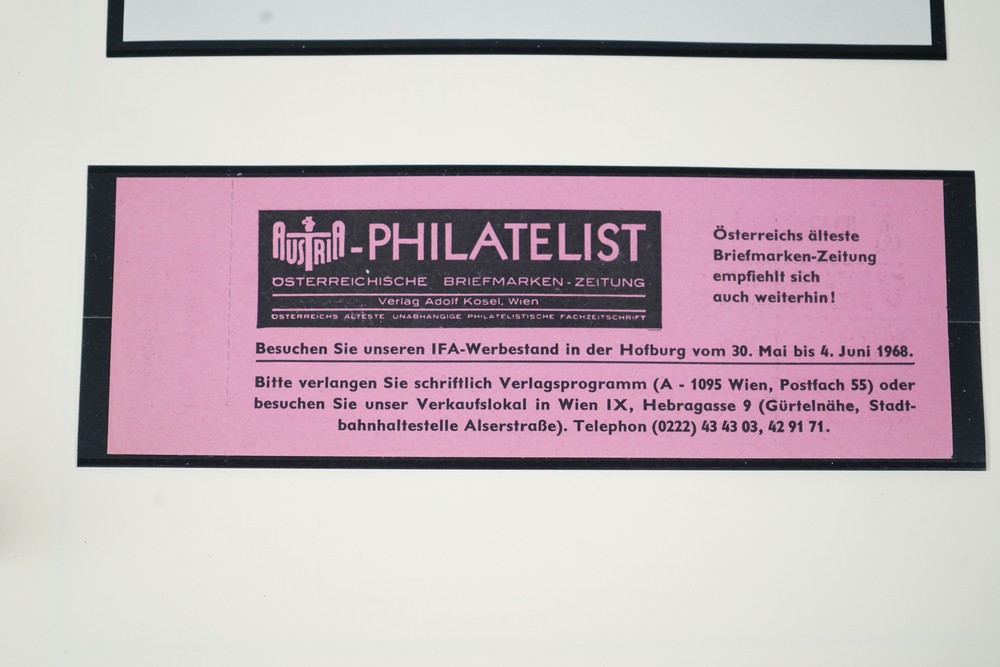 AUSTRIA-PHILATELIST
ÖSTERREICHISCHE BRIEFMARKEN-ZEITUNG
Verlag Adolf Kosel, Wien
ÖSTERREICHS ÄLTESTE UNABHÄNGIGE PHILATELISTISCHE FACHZEITSCHRIFT
Österreichs älteste
Briefmarken-Zeitung
empfiehlt sich
auch weiterhin!
Besuchen Sie unseren IFA-Werbestand in der Hofburg vom 30. Mai bis 4. Juni 1968.
Bitte verlangen Sie schriftlich Verlagsprogramm (A - 1095 Wien, Postfach 55) oder
besuchen Sie unser Verkaufslokal in Wien IX, Hebragasse 9 (Gürtelnähe, Stadt-
bahnhaltestelle Alserstraße). Telephon (0222) 43 43 03, 42 91 71.